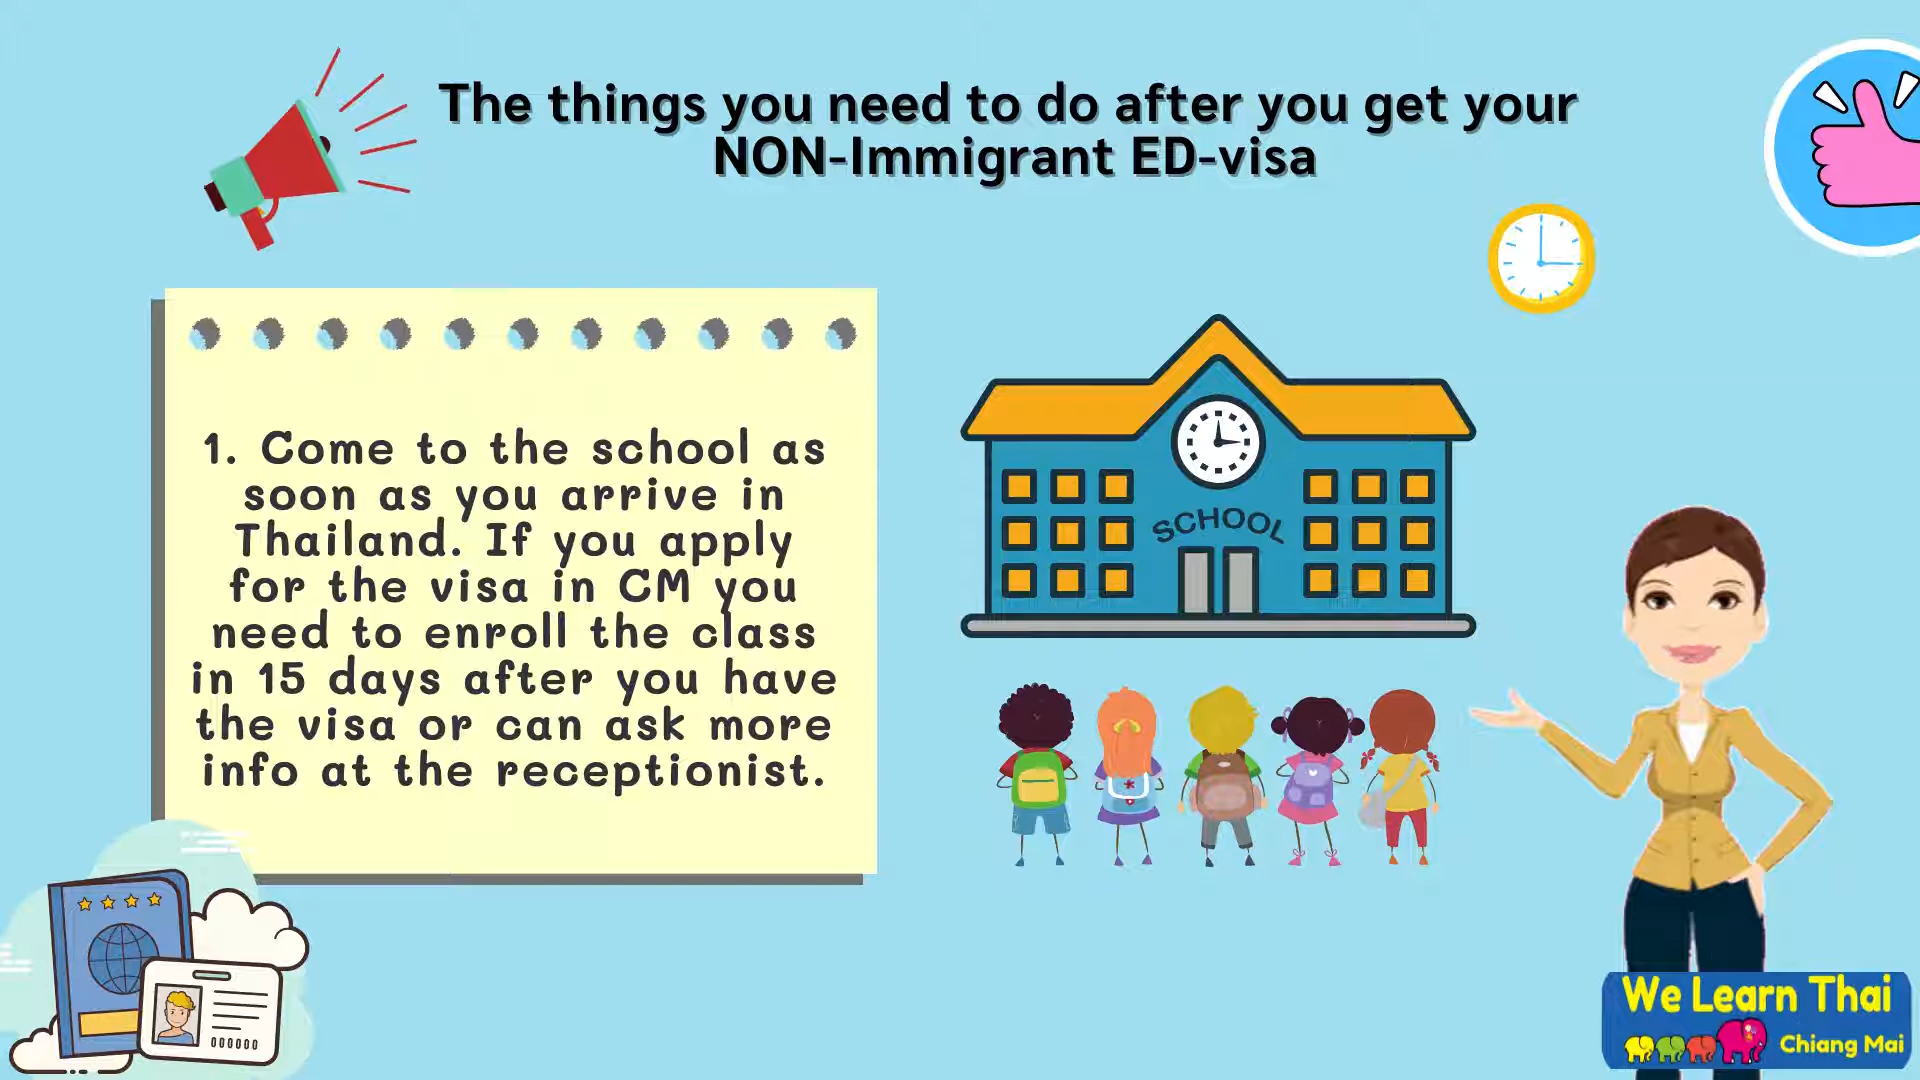 The things you need to do after you get your
NON-Immigrant ED-visa
1. Come to the school as
soon as you arrive in
Thailand. If you apply
for the visa in CM you
need to enroll the class
in 15 days after you have
the visa or can ask more
info at the receptionist.
SCHOOL
We Learn Thai
Chiang Mai